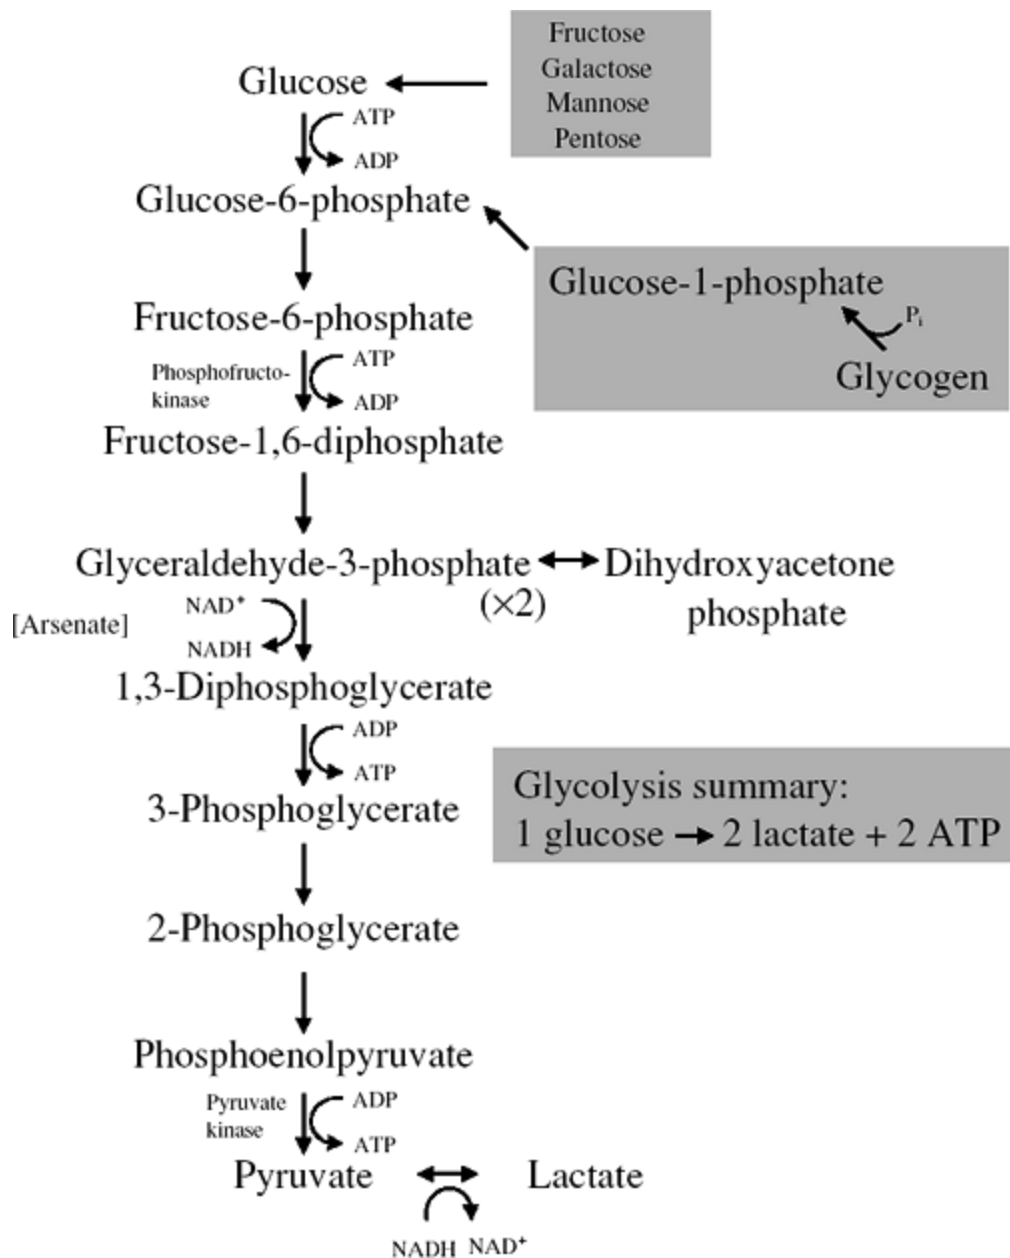 Fructose
Galactose
Mannose
Pentose
Glucose
ATP
ADP
Glucose-6-phosphate
Glucose-1-phosphate
Pi
Glycogen
Fructose-6-phosphate
Phosphofructo-
kinase
ATP
ADP
Fructose-1,6-diphosphate
Glyceraldehyde-3-phosphate
(×2)
Dihydroxyacetone
phosphate
[Arsenate]
NAD+
NADH
1,3-Diphosphoglycerate
ADP
ATP
3-Phosphoglycerate
Glycolysis summary:
1 glucose → 2 lactate + 2 ATP
2-Phosphoglycerate
Phosphoenolpyruvate
Pyruvate
kinase
ADP
ATP
Pyruvate
Lactate
NADH NAD+